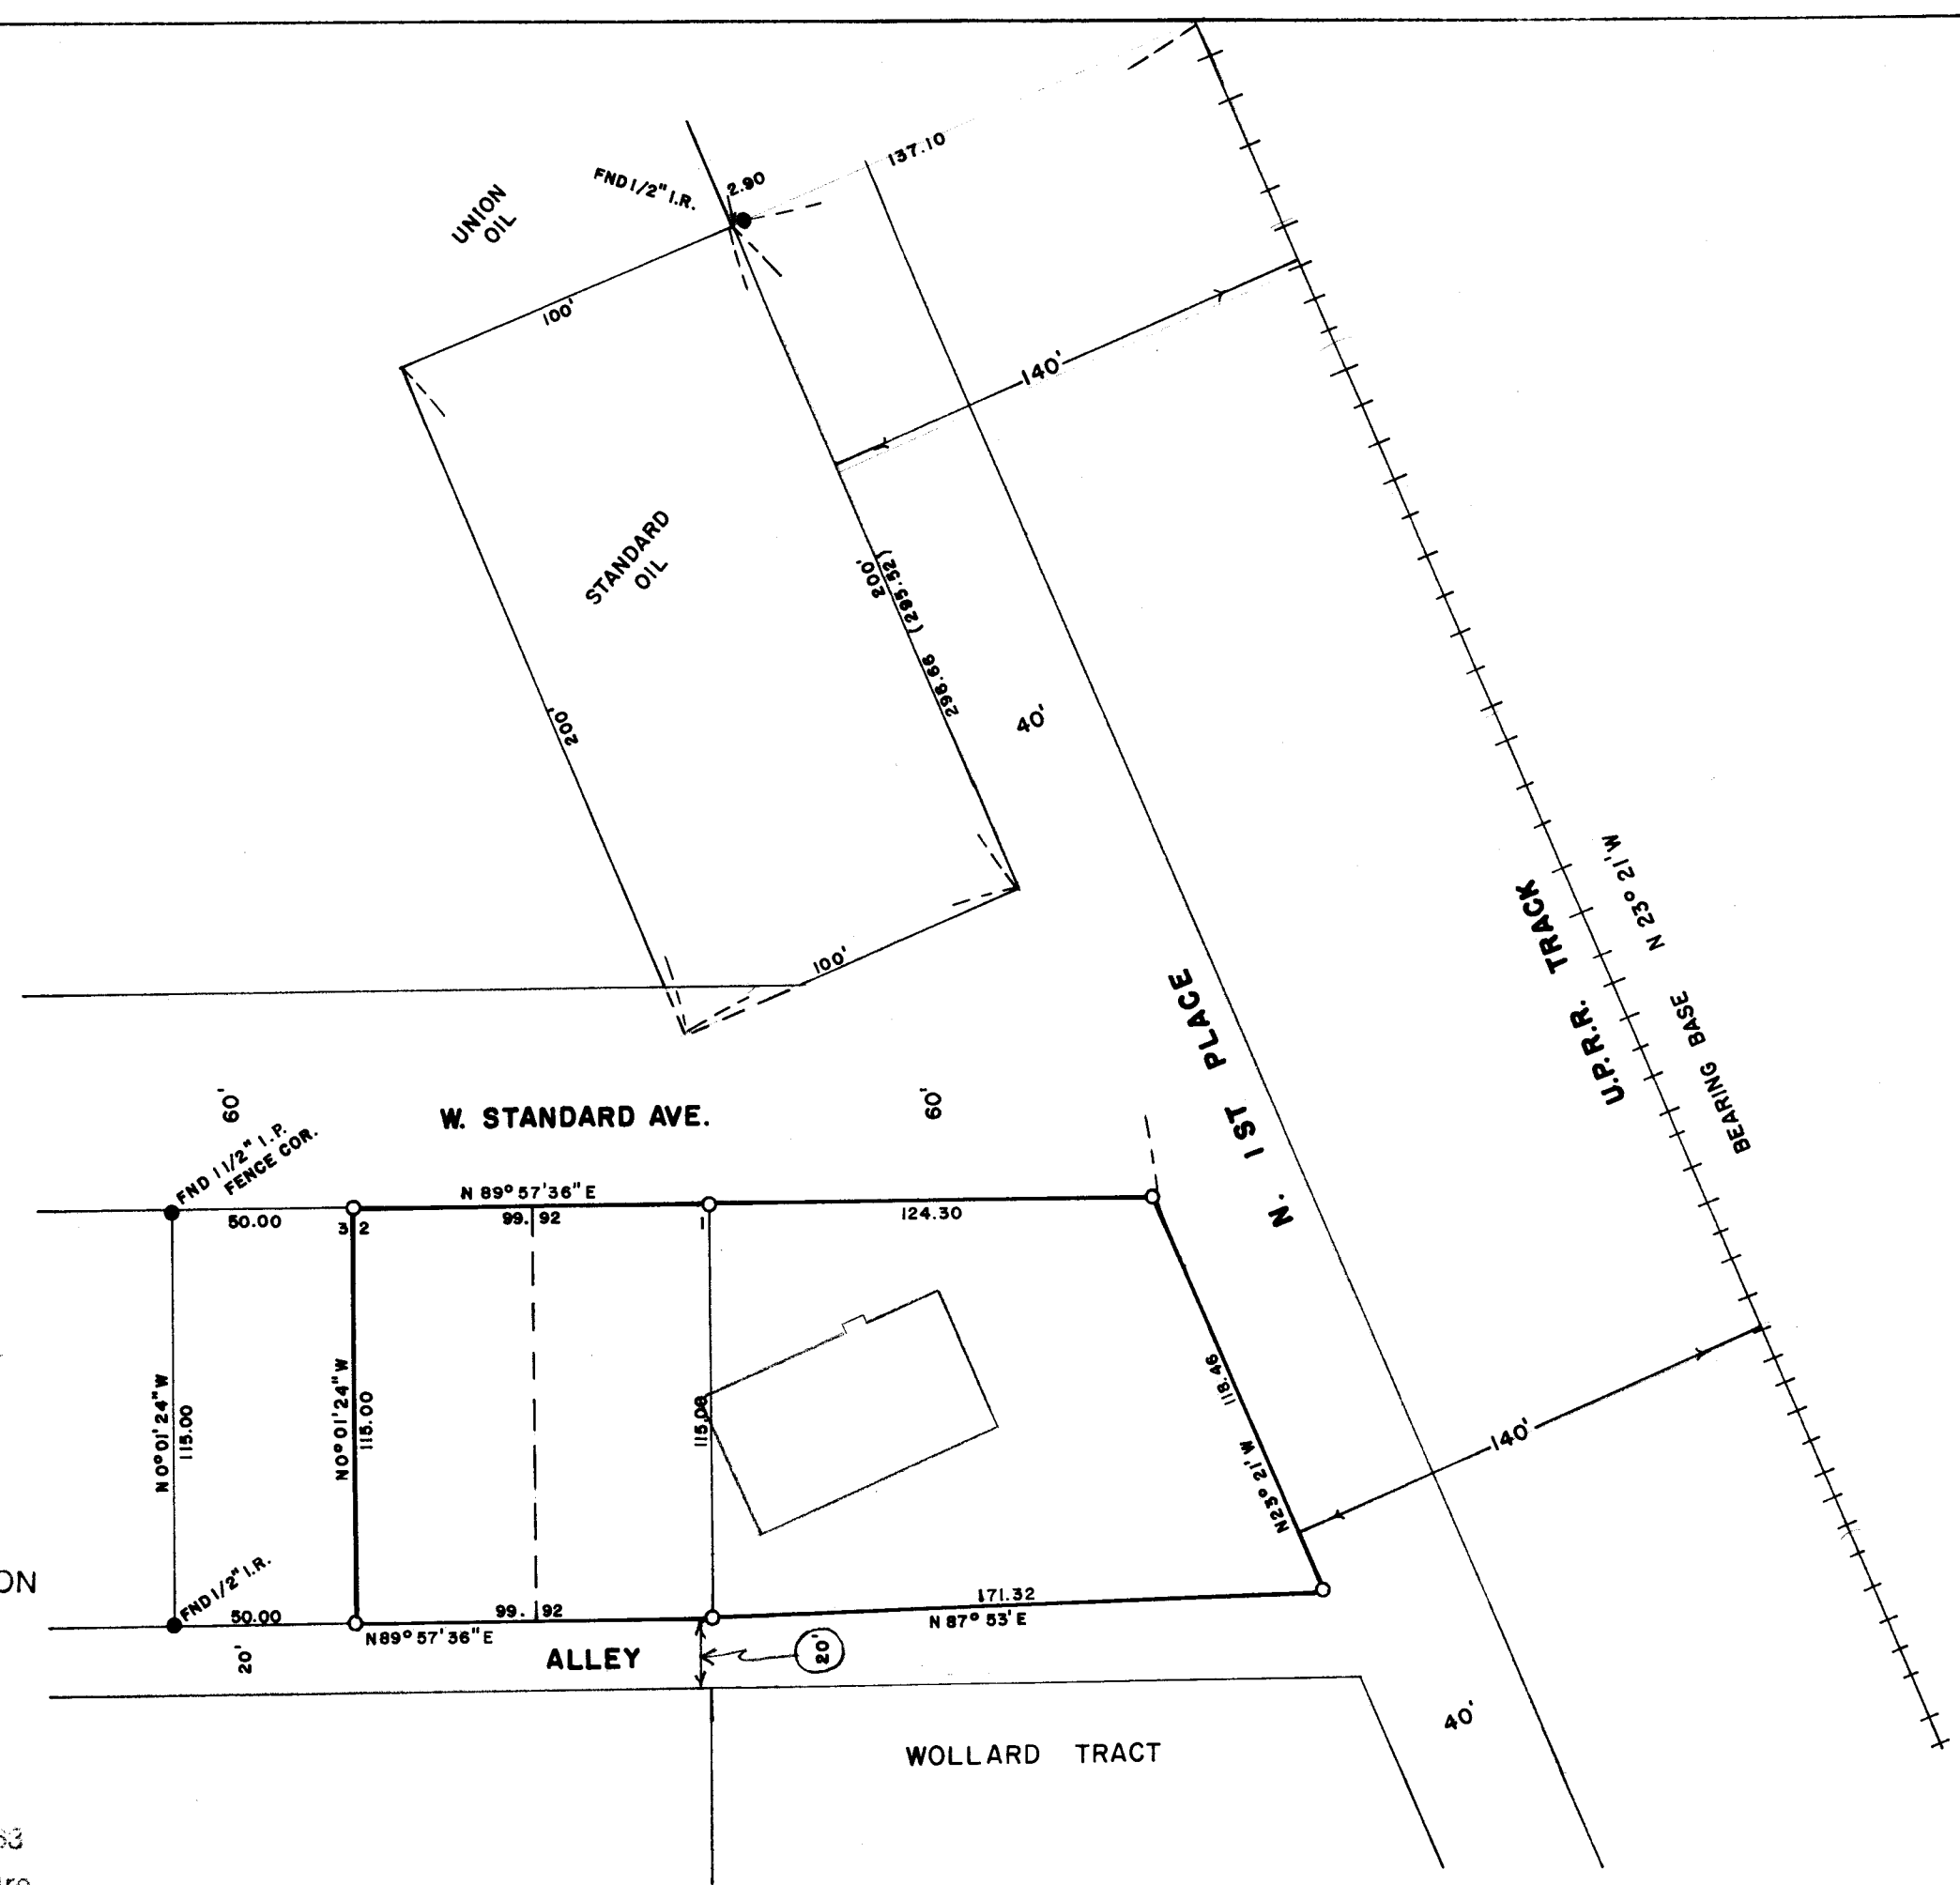 137.10
2.90
FND 1/2" I.R.
UNION
OIL
100'
140'
STANDARD
OIL
200'
(295.52)
295.66
200'
40'
100'
N 23° 21' W
BEARING BASE
U.P.R.R. TRACK
N. 1ST PLACE
60'
60'
W. STANDARD AVE.
FND 1 1/2" I.P.
FENCE COR.
N 89° 57' 36" E
50.00
3 2
99.92
1
124.30
N 0° 01' 24" W
115.00
N 0° 01' 24" W
115.00
115.00
118.46
N 23° 21' W
140'
ON
FND 1/2" I.R.
50.00
99.92
171.32
N 89° 57' 36" E
N 87° 53' E
20'
ALLEY
20'
40'
WOLLARD TRACT